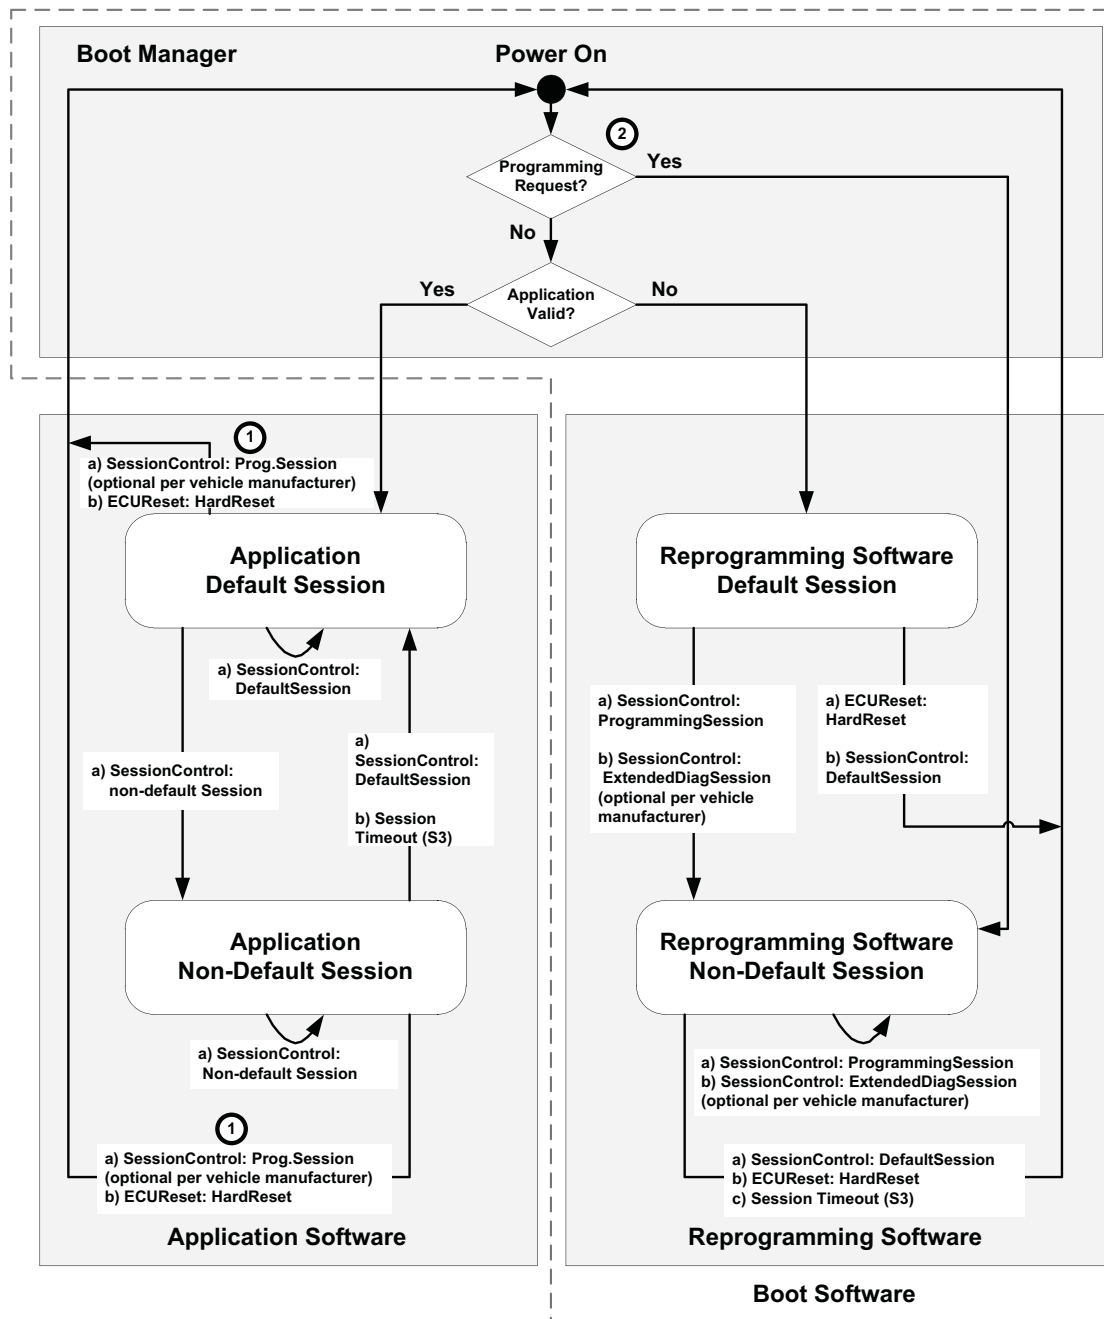 Boot Manager
Power On
2
Programming
Request?
Yes
No
Yes
Application
Valid?
No
1
a) SessionControl: Prog.Session
(optional per vehicle manufacturer)
b) ECUReset: HardReset
Application
Default Session
a) SessionControl:
DefaultSession
a) SessionControl:
non-default Session
a)
SessionControl:
DefaultSession
b) Session
Timeout (S3)
Application
Non-Default Session
a) SessionControl:
Non-default Session
1
a) SessionControl: Prog.Session
(optional per vehicle manufacturer)
b) ECUReset: HardReset
Application Software
Reprogramming Software
Default Session
a) SessionControl:
ProgrammingSession
b) SessionControl:
ExtendedDiagSession
(optional per vehicle
manufacturer)
a) ECUReset:
HardReset
b) SessionControl:
DefaultSession
Reprogramming Software
Non-Default Session
a) SessionControl: ProgrammingSession
b) SessionControl: ExtendedDiagSession
(optional per vehicle manufacturer)
a) SessionControl: DefaultSession
b) ECUReset: HardReset
c) Session Timeout (S3)
Reprogramming Software
Boot Software